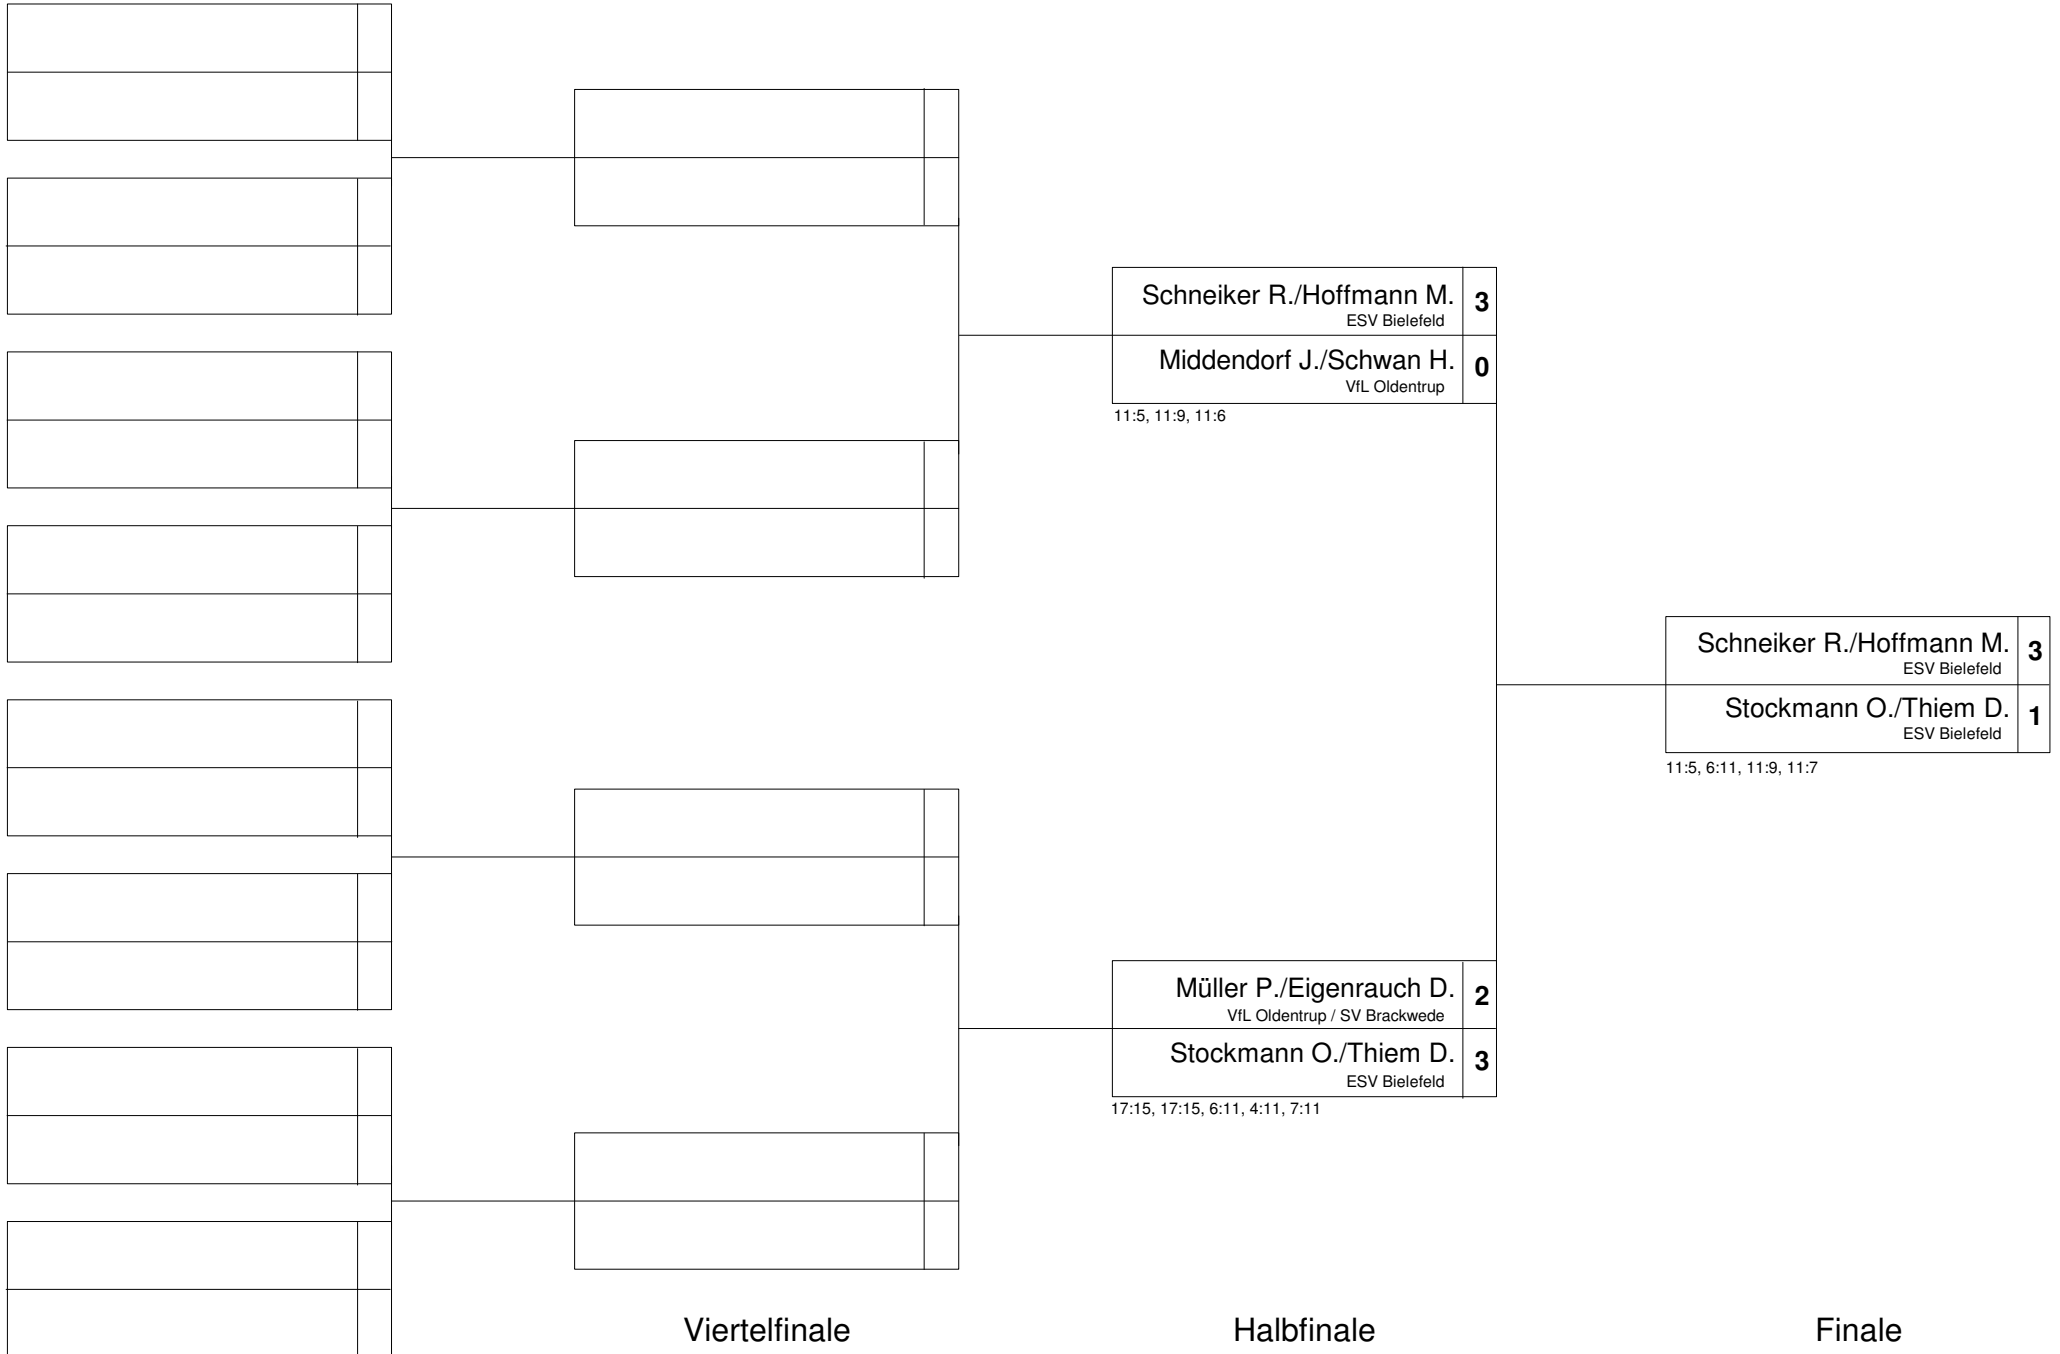 Schneiker R./Hoffmann M. 3
ESV Bielefeld
Middendorf J./Schwan H. 0
VfL Oldentrup
11:5, 11:9, 11:6
Müller P./Eigenrauch D. 2
VfL Oldentrup / SV Brackwede
Stockmann O./Thiem D. 3
ESV Bielefeld
17:15, 17:15, 6:11, 4:11, 7:11
Schneiker R./Hoffmann M. 3
ESV Bielefeld
Stockmann O./Thiem D. 1
ESV Bielefeld
11:5, 6:11, 11:9, 11:7
Viertelfinale Halbfinale Finale